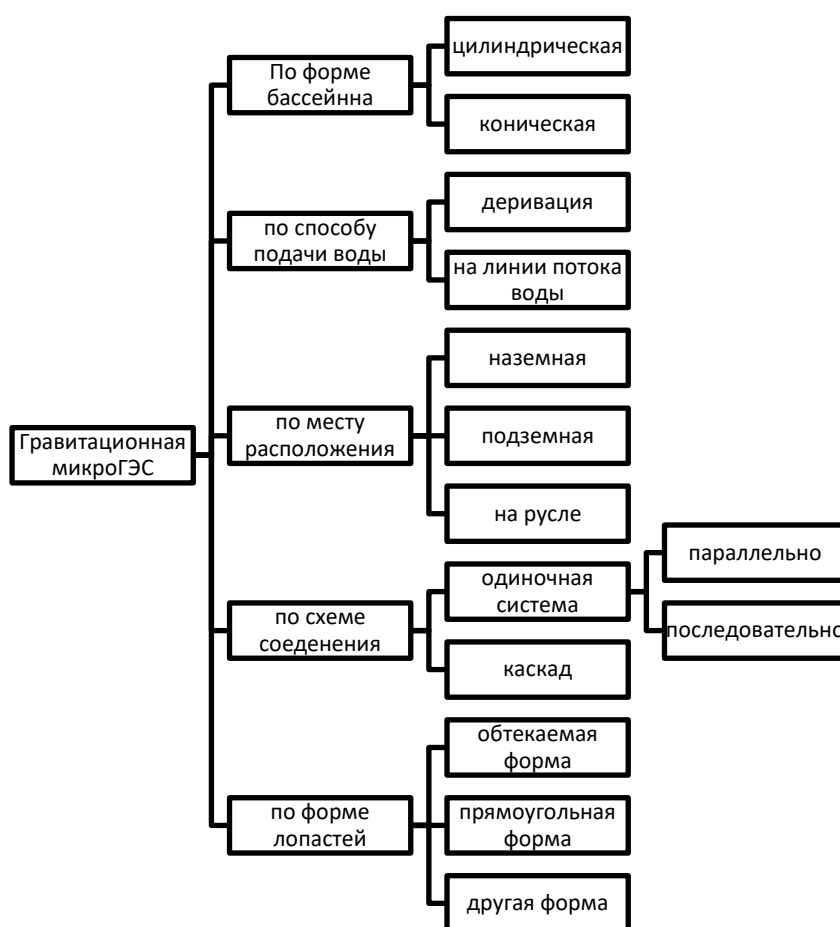 Гравитационная
микроГЭС
По форме
бассейнна
цилиндрическая
коническая
по способу
подачи воды
деривация
на линии потока
воды
по месту
расположения
наземная
подземная
на русле
по схеме
соеденения
одиночная
система
параллельно
последовательно
каскад
по форме
лопастей
обтекаемая
форма
прямоугольная
форма
другая форма